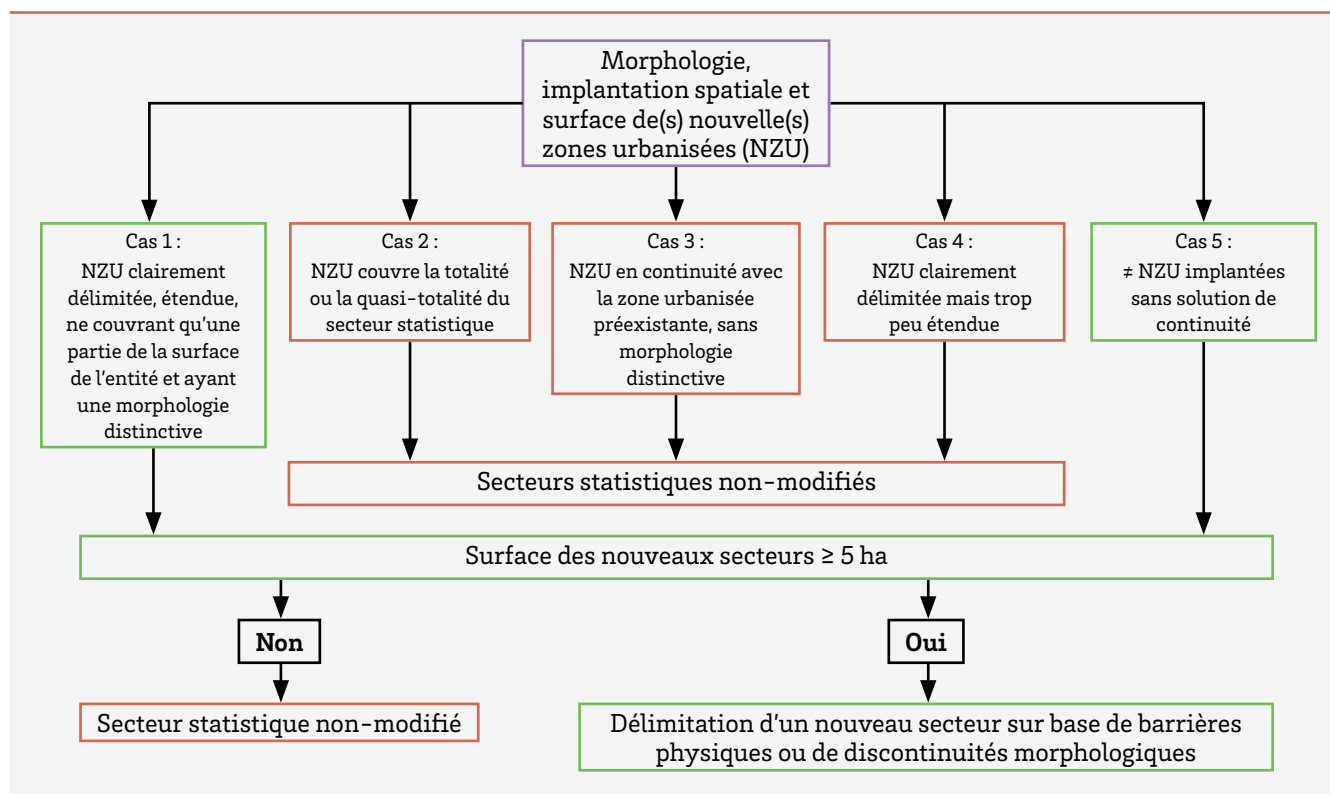 Morphologie,
implantation spatiale et
surface de(s) nouvelle(s)
zones urbanisées (NZU)
Cas 1 :
NZU clairement
délimitée, étendue,
ne couvrant qu'une
partie de la surface
de l'entité et ayant
une morphologie
distinctive
Cas 2 :
NZU couvre la totalité
ou la quasi-totalité du
secteur statistique
Cas 3 :
NZU en continuité avec
la zone urbanisée
préexistante, sans
morphologie
distinctive
Cas 4 :
NZU clairement
délimitée mais trop
peu étendue
Cas 5 :
≠ NZU implantées
sans solution de
continuité
Secteurs statistiques non-modifiés
Surface des nouveaux secteurs ≥ 5 ha
Non
Oui
Secteur statistique non-modifié
Délimitation d'un nouveau secteur sur base de barrières
physiques ou de discontinuités morphologiques